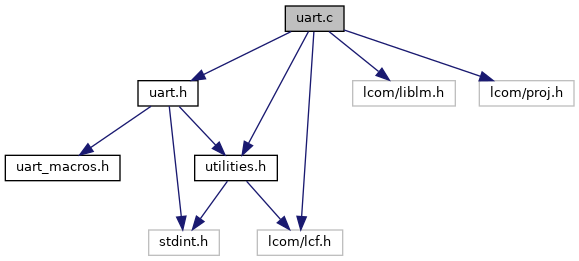 uart.c
uart.h
lcom/liblm.h
lcom/proj.h
uart_macros.h
utilities.h
stdint.h
lcom/lcf.h